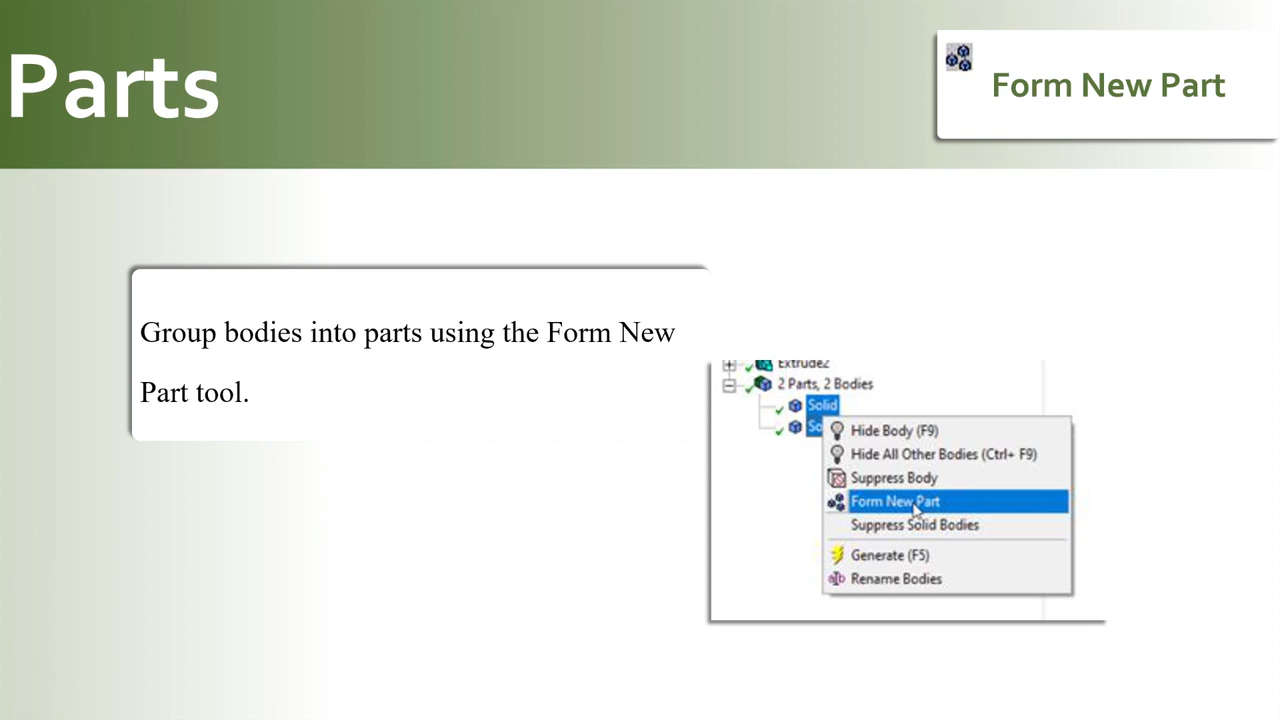 Parts
Form New Part
Group bodies into parts using the Form New
Part tool.
Extrude2
2 Parts, 2 Bodies
Solid
So
Hide Body (F9)
Hide All Other Bodies (Ctrl+ F9)
Suppress Body
Form New Part
Suppress Solid Bodies
Generate (F5)
Rename Bodies